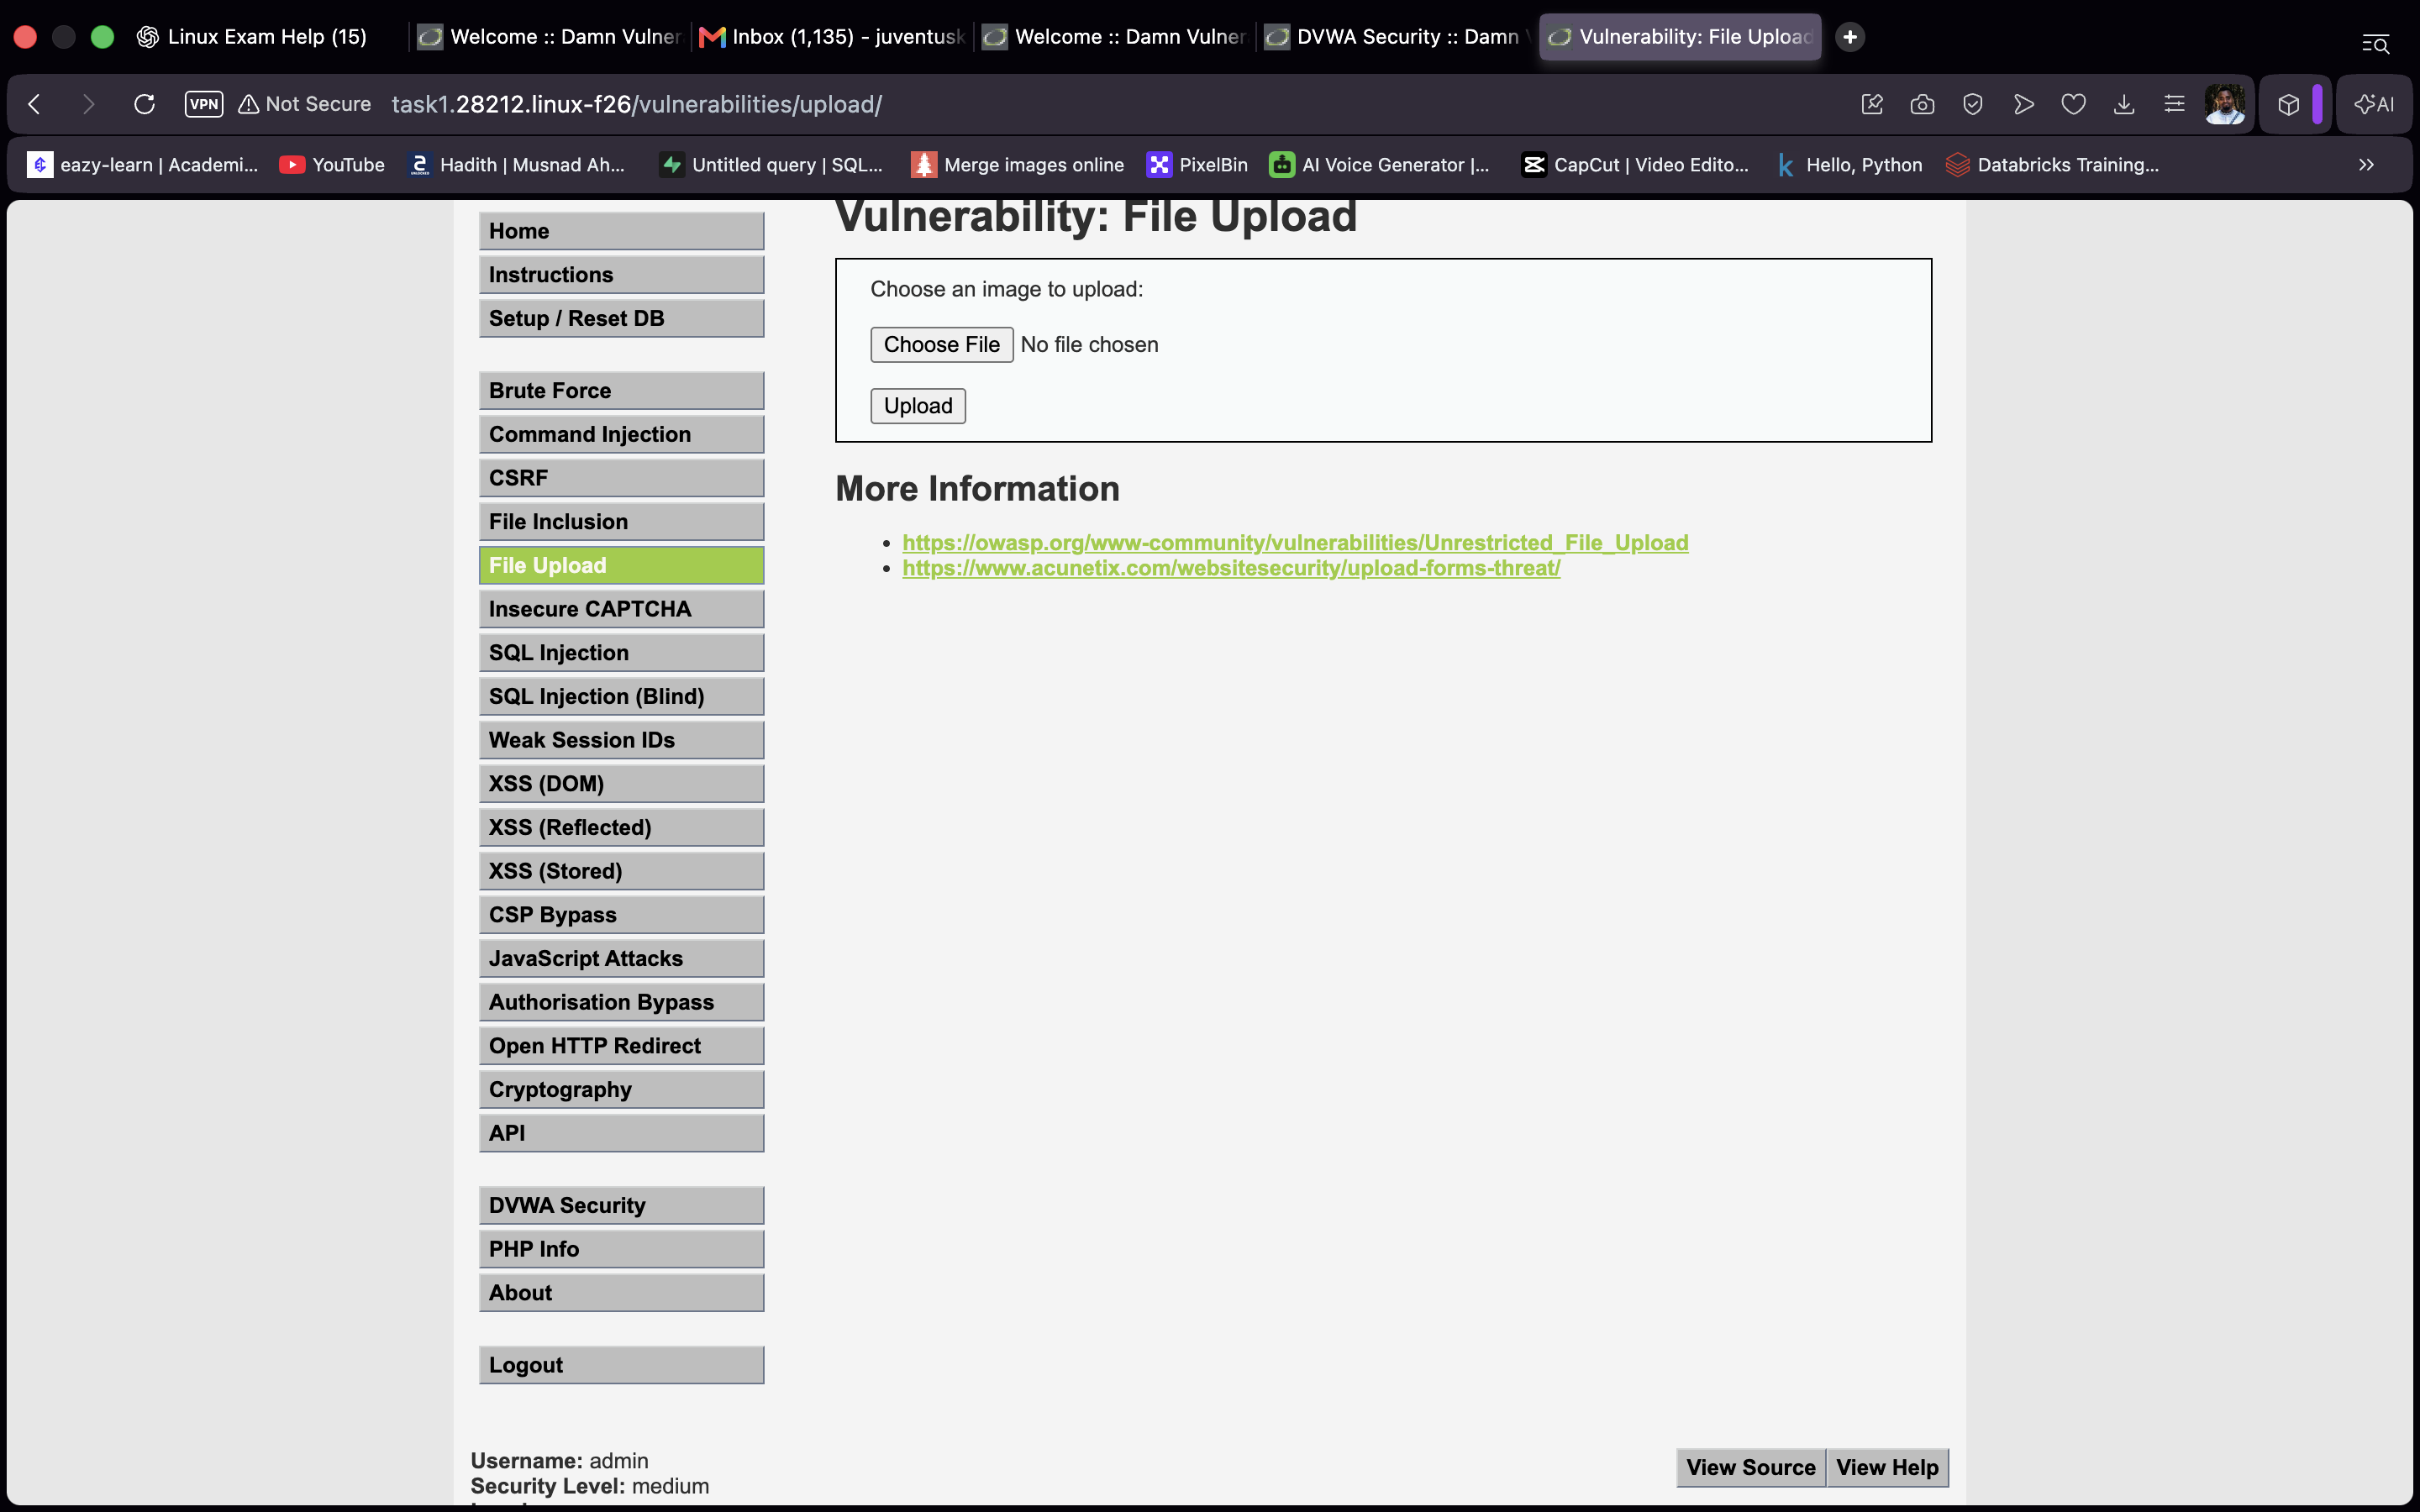 Linux Exam Help (15)
Welcome :: Damn Vulner
Inbox (1,135) - juventusk
Welcome :: Damn Vulner
DVWA Security :: Damn
Vulnerability: File Upload
VPN
Not Secure
task1.28212.linux-f26/vulnerabilities/upload/
AI
eazy-learn | Academi...
YouTube
Hadith | Musnad Ah...
Untitled query | SQL...
Merge images online
PixelBin
AI Voice Generator |...
CapCut | Video Edito...
Hello, Python
Databricks Training...
Home
Instructions
Setup / Reset DB
Brute Force
Command Injection
CSRF
File Inclusion
File Upload
Insecure CAPTCHA
SQL Injection
SQL Injection (Blind)
Weak Session IDs
XSS (DOM)
XSS (Reflected)
XSS (Stored)
CSP Bypass
JavaScript Attacks
Authorisation Bypass
Open HTTP Redirect
Cryptography
API
DVWA Security
PHP Info
About
Logout
Username: admin
Security Level: medium
Vulnerability: File Upload
Choose an image to upload:
Choose File No file chosen
Upload
More Information
https://owasp.org/www-community/vulnerabilities/Unrestricted_File_Upload
https://www.acunetix.com/websitesecurity/upload-forms-threat/
View Source
View Help